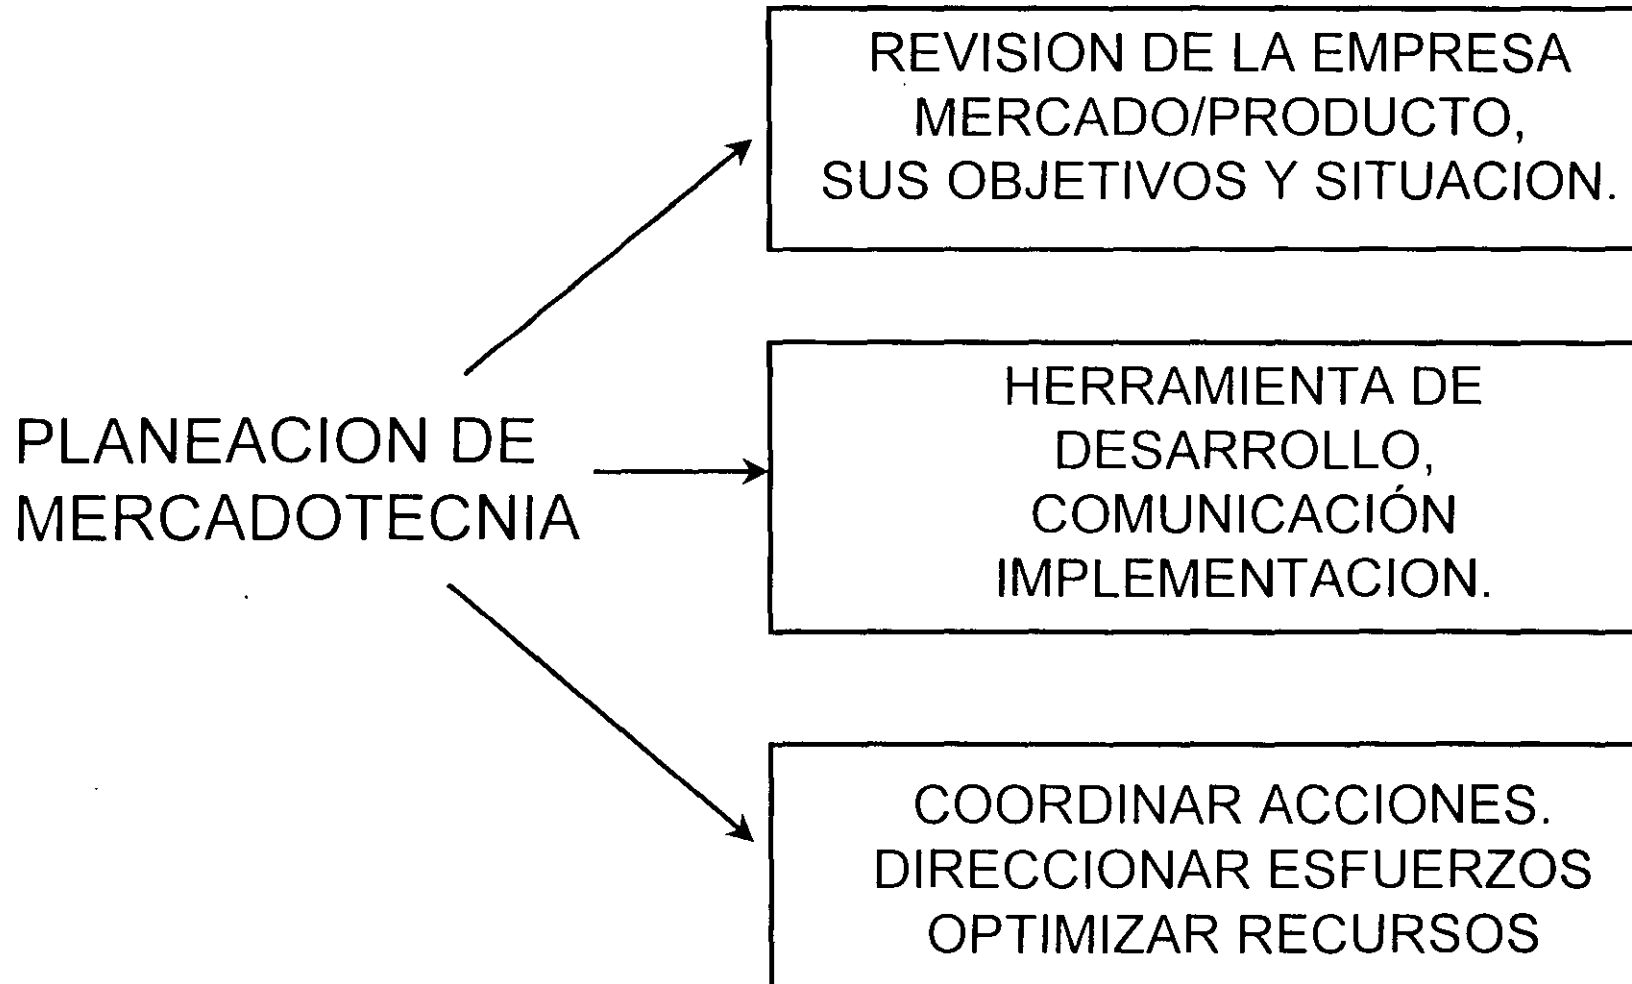 PLANEACION DE
MERCADOTECNIA
REVISION DE LA EMPRESA
MERCADO/PRODUCTO,
SUS OBJETIVOS Y SITUACION.
HERRAMIENTA DE
DESARROLLO,
COMUNICACIÓN
IMPLEMENTACION.
COORDINAR ACCIONES.
DIRECCIONAR ESFUERZOS
OPTIMIZAR RECURSOS